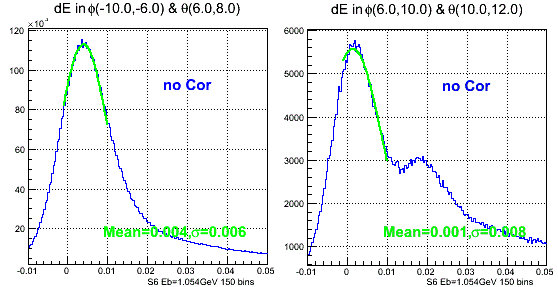 dE in φ(-10.0,-6.0) & θ(6.0,8.0)
×10³
120
100
80
60
40
20
no Cor
Mean=0.004,σ=0.006
-0.01 0 0.01 0.02 0.03 0.04 0.05
S6 Eb=1.054GeV 150 bins
dE in φ(6.0,10.0) & θ(10.0,12.0)
6000
5000
4000
3000
2000
1000
no Cor
Mean=0.001,σ=0.008
-0.01 0 0.01 0.02 0.03 0.04 0.05
S6 Eb=1.054GeV 150 bins